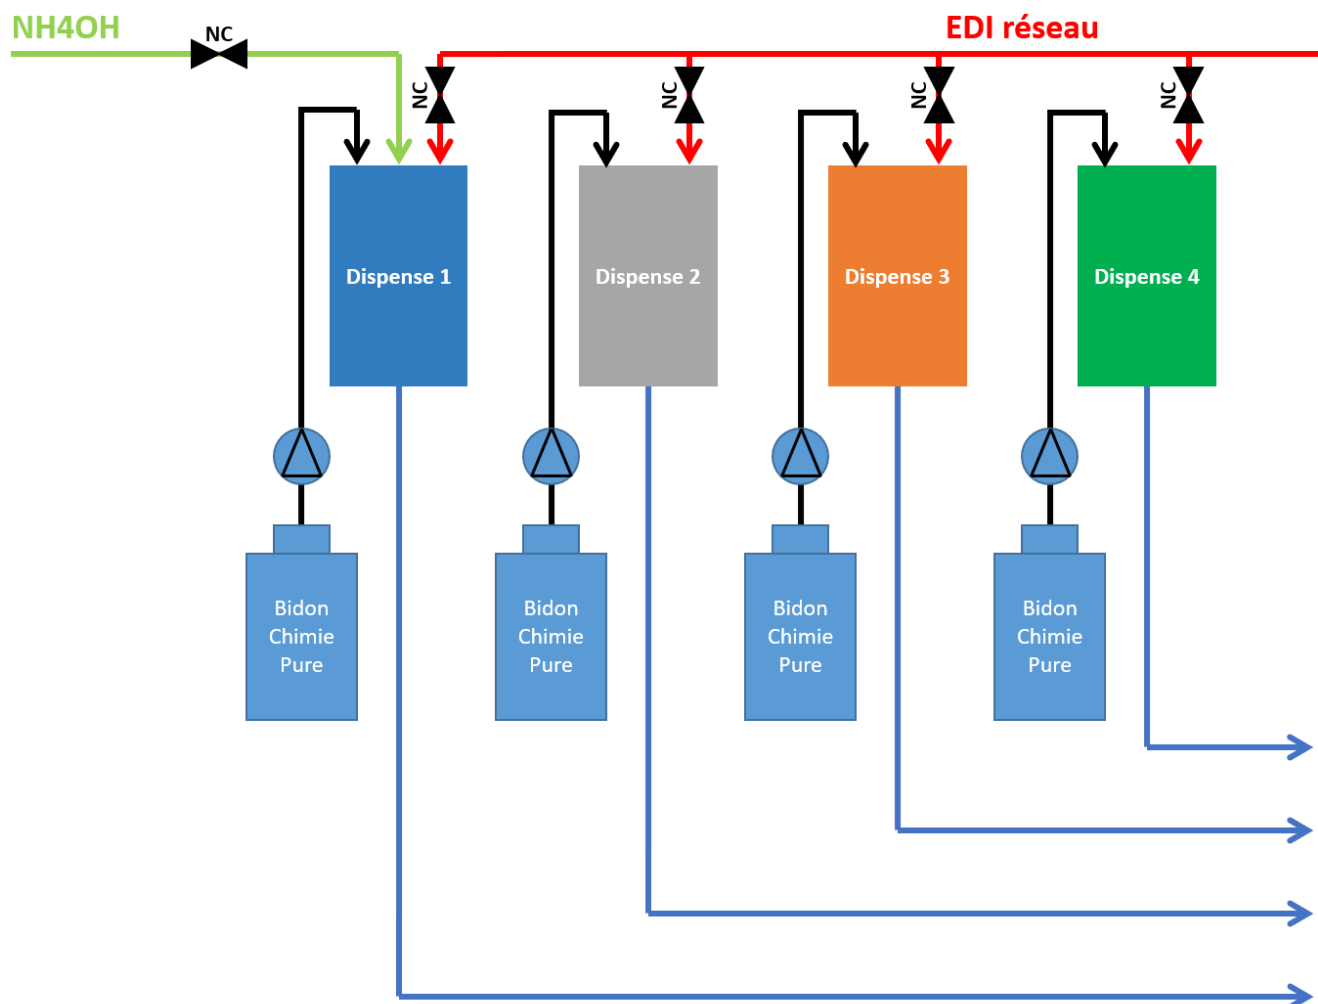 NH4OH
NC
EDI réseau
NC
NC
NC
NC
Dispense 1
Dispense 2
Dispense 3
Dispense 4
Bidon
Chimie
Pure
Bidon
Chimie
Pure
Bidon
Chimie
Pure
Bidon
Chimie
Pure